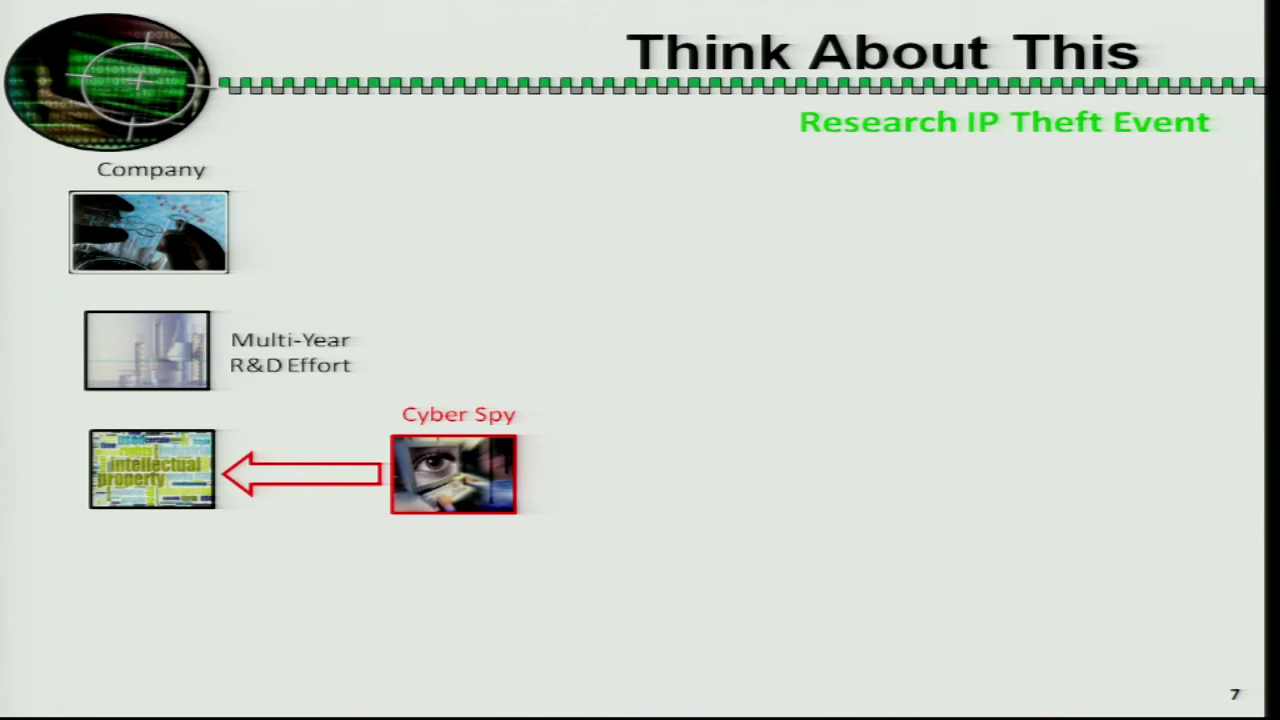 Think About This
Research IP Theft Event
Company
Multi-Year
R&D Effort
Cyber Spy
intellectual
property
7